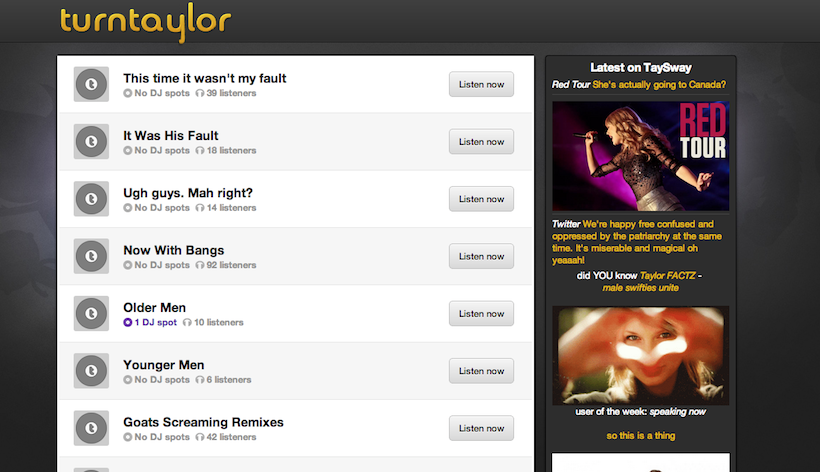 turntaylor
This time it wasn't my fault
No DJ spots 39 listeners
Listen now
It Was His Fault
No DJ spots 18 listeners
Listen now
Ugh guys. Mah right?
No DJ spots 14 listeners
Listen now
Now With Bangs
No DJ spots 92 listeners
Listen now
Older Men
1 DJ spot 10 listeners
Listen now
Younger Men
No DJ spots 6 listeners
Listen now
Goats Screaming Remixes
No DJ spots 42 listeners
Listen now
Latest on TaySway
Red Tour She's actually going to Canada?
RED
TOUR
Twitter We're happy free confused and
oppressed by the patriarchy at the same
time. It's miserable and magical oh
yeaaah!
did YOU know Taylor FACTZ -
male swifties unite
user of the week: speaking now
so this is a thing